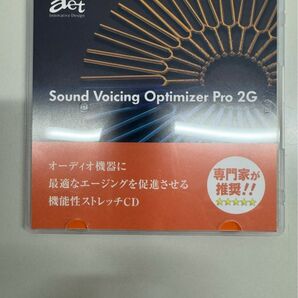 aet
Innovative Design
Sound Voicing Optimizer Pro 2G
オーディオ機器に
最適なエージングを促進させる
機能性ストレッチCD
専門家が
推奨!!
★★★★★